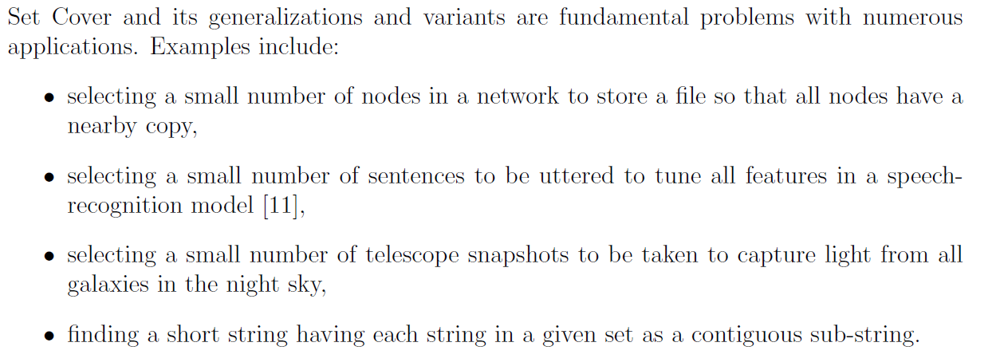 Set Cover and its generalizations and variants are fundamental problems with numerous
applications. Examples include:
• selecting a small number of nodes in a network to store a file so that all nodes have a
nearby copy,
• selecting a small number of sentences to be uttered to tune all features in a speech-
recognition model [11],
• selecting a small number of telescope snapshots to be taken to capture light from all
galaxies in the night sky,
• finding a short string having each string in a given set as a contiguous sub-string.